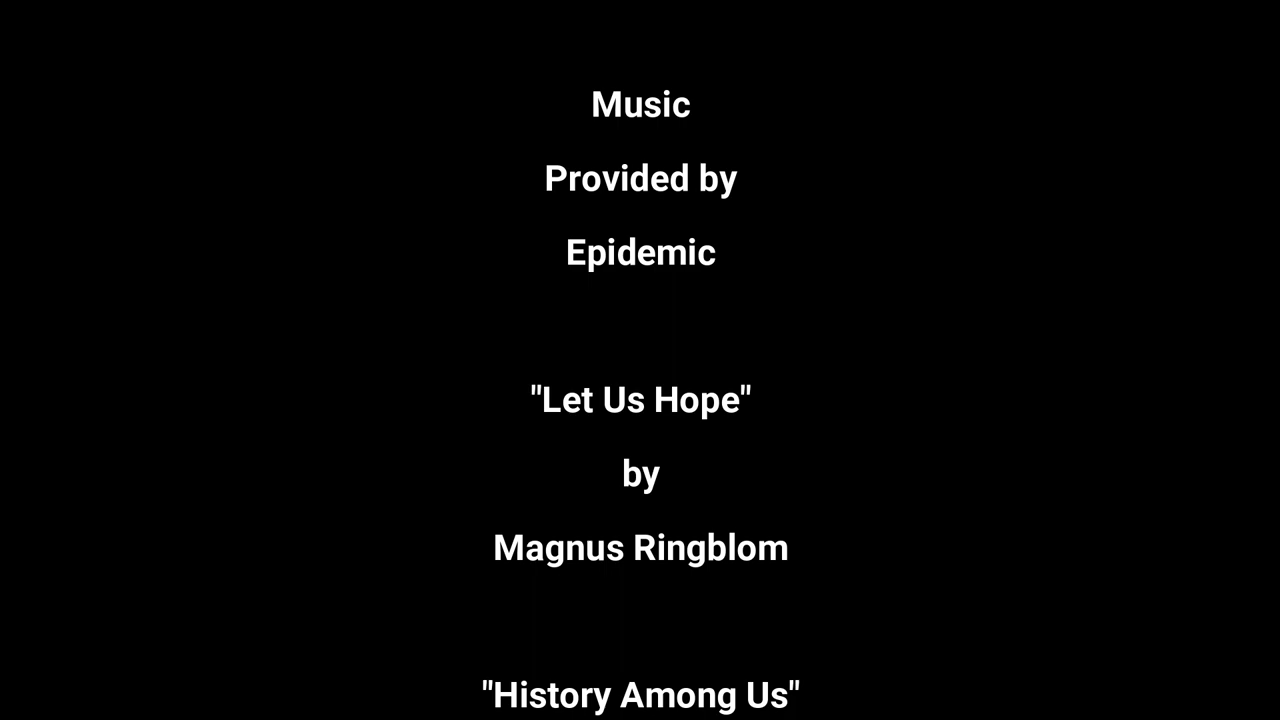 Music
Provided by
Epidemic
"Let Us Hope"
by
Magnus Ringblom
"History Among Us"